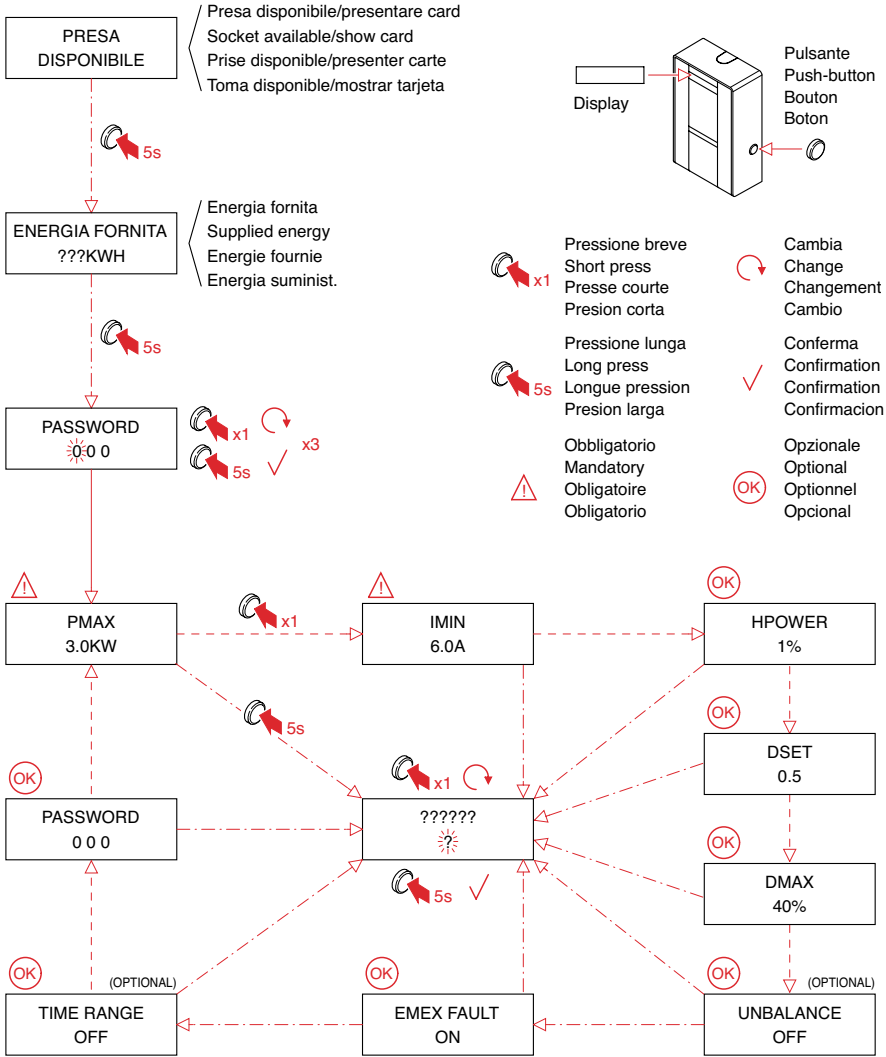 PRESA
DISPONIBILE
Presa disponibile/presentare card
Socket available/show card
Prise disponible/presenter carte
Toma disponible/mostrar tarjeta
Display
Pulsante
Push-button
Bouton
Boton
5s
ENERGIA FORNITA
???KWH
Energia fornita
Supplied energy
Energie fournie
Energia suminist.
5s
PASSWORD
0 0 0
x1
5s
x3
x1
Pressione breve
Short press
Presse courte
Presion corta
Cambia
Change
Changement
Cambio
5s
Pressione lunga
Long press
Longue pression
Presion larga
Conferma
Confirmation
Confirmation
Confirmacion
!
Obbligatorio
Mandatory
Obligatoire
Obligatorio
OK
Opzionale
Optional
Optionnel
Opcional
!
PMAX
3.0KW
x1
!
IMIN
6.0A
OK
HPOWER
1%
5s
OK
DSET
0.5
OK
PASSWORD
0 0 0
x1
??????
?
5s
OK
DMAX
40%
OK
(OPTIONAL)
TIME RANGE
OFF
OK
EMEX FAULT
ON
OK
(OPTIONAL)
UNBALANCE
OFF